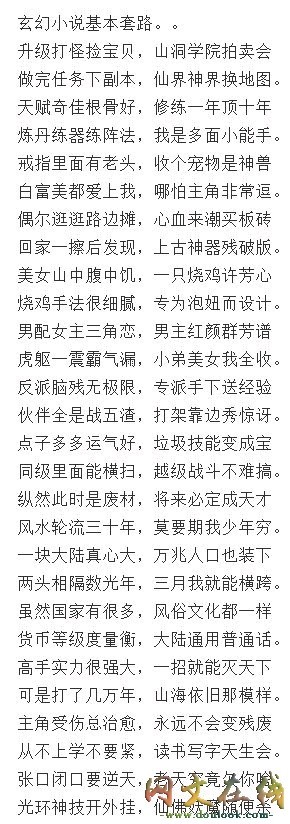 玄幻小说基本套路。。
升级打怪捡宝贝，山洞学院拍卖会
做完任务下副本，仙界神界换地图。
天赋奇佳根骨好，修练一年顶十年
炼丹练器练阵法，我是多面小能手。
戒指里面有老头，收个宠物是神兽
白富美都爱上我，哪怕主角非常逗。
偶尔逛逛路边摊，心血来潮买板砖
回家一擦后发现，上古神器残破版。
美女山中腹中饥，一只烧鸡许芳心
烧鸡手法很细腻，专为泡妞而设计。
男配女主三角恋，男主红颜群芳谱
虎躯一震霸气漏，小弟美女我全收。
反派脑残无极限，专派手下送经验
伙伴全是战五渣，打架靠边秀惊讶。
点子多多运气好，垃圾技能变成宝
同级里面能横扫，越级战斗不难搞。
纵然此时是废材，将来必定成天才
风水轮流三十年，莫要期我少年穷。
一块大陆真心大，万兆人口也装下
两头相隔数光年，三月我就能横跨。
虽然国家有很多，风俗文化都一样
货币等级度量衡，大陆通用普通话。
高手实力很强大，一招就能灭天下
可是打了几万年，山海依旧那模样。
主角受伤总治愈，永远不会变残废
从不上学不要紧，读书写字天生会。
张口闭口要逆天，老天究竟欠你啥
光环神技开外挂，仙佛妖魔随便杀
网文在线